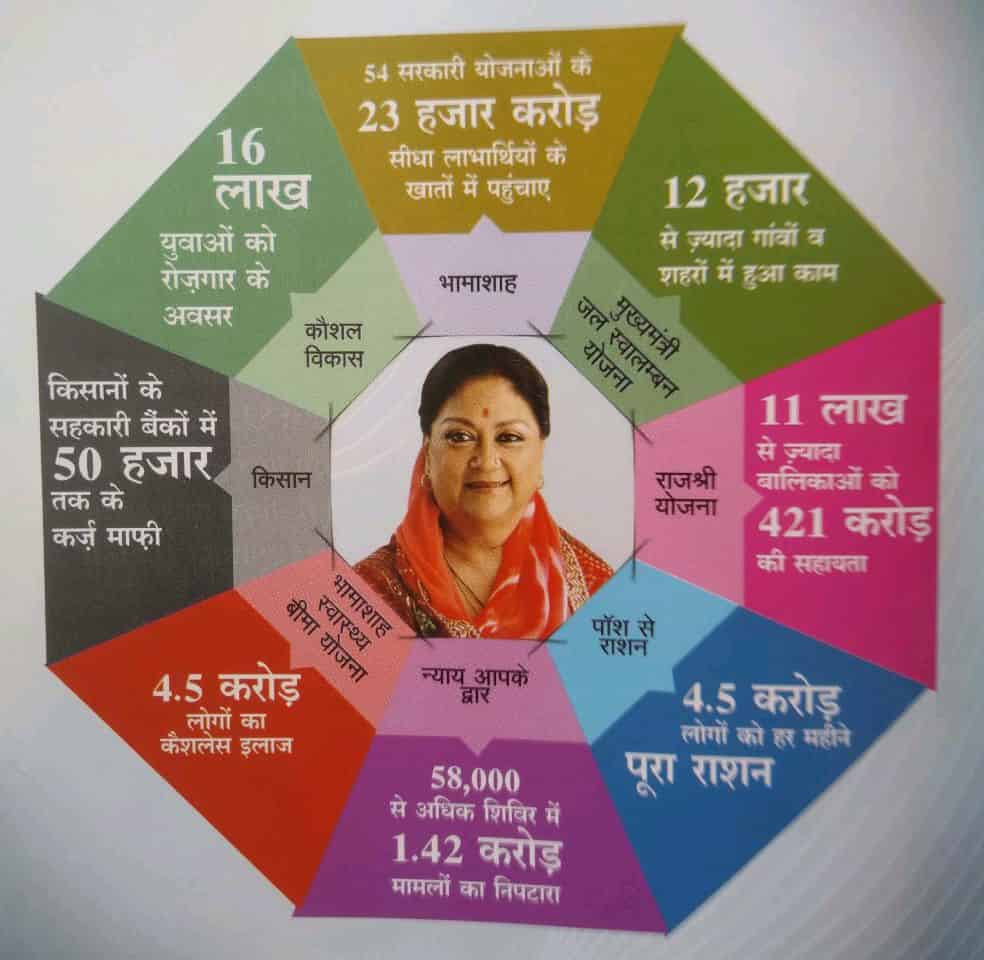 54 सरकारी योजनाओं के
23 हजार करोड़
सीधा लाभार्थियों के
खातों में पहुंचाए
भामाशाह
12 हजार
से ज़्यादा गांवों व
शहरों में हुआ काम
मुख्यमंत्री
जल स्वालम्बन
योजना
11 लाख
से ज़्यादा
बालिकाओं को
421 करोड़
की सहायता
राजश्री
योजना
पॉश से
राशन
4.5 करोड़
लोगों को हर महीने
पूरा राशन
न्याय आपके
द्वार
58,000
से अधिक शिविर में
1.42 करोड़
मामलों का निपटारा
भामाशाह
स्वास्थ्य
बीमा योजना
4.5 करोड़
लोगों का
कैशलेस इलाज
किसानों के
सहकारी बैंकों में
50 हजार
तक के
कर्ज़ माफ़ी
किसान
16
लाख
युवाओं को
रोज़गार के
अवसर
कौशल
विकास